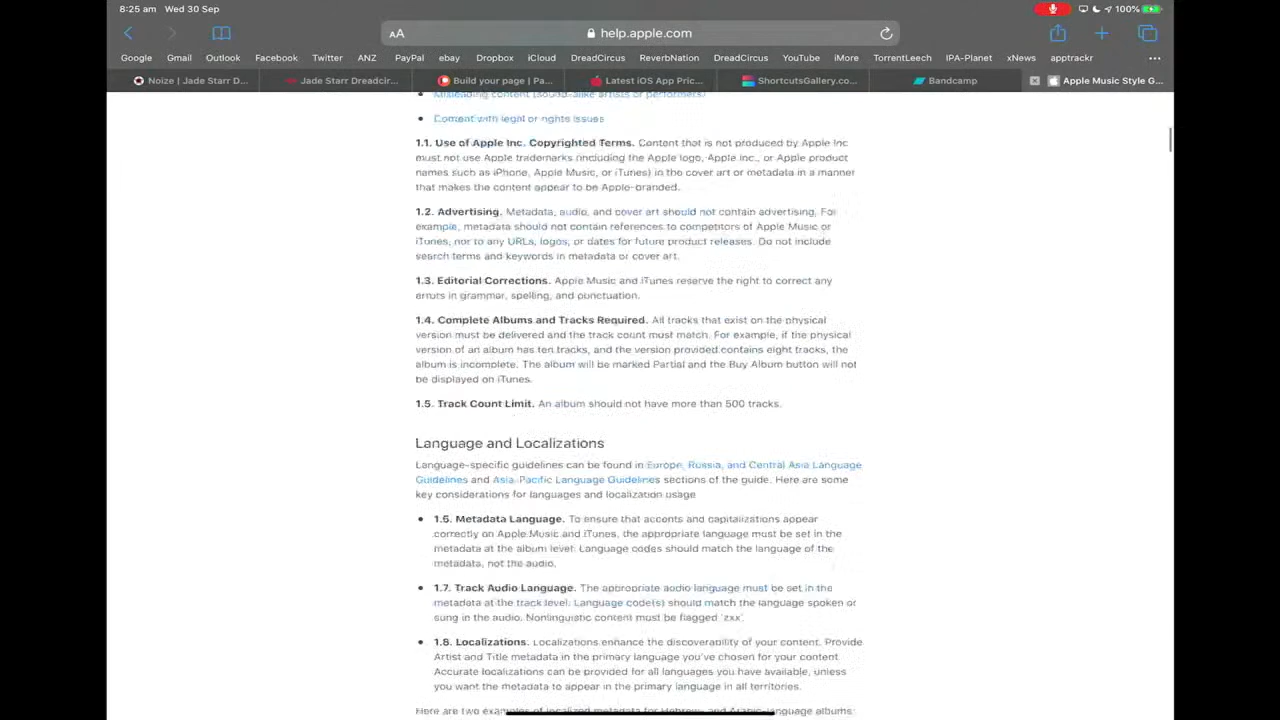 8:25 am Wed 30 Sep
100%
AA
help.apple.com
Google Gmail Outlook Facebook Twitter ANZ PayPal ebay Dropbox iCloud DreadCircus ReverbNation DreadCircus YouTube iMore TorrentLeech IPA-Planet xNews apptrackr
Noize | Jade Starr D... Jade Starr Dreadcir... Build your page | Pa... Latest iOS App Pric... ShortcutsGallery.co... Bandcamp Apple Music Style G...
Misleading content (sound-alike artists or performers)
Content with legal or rights issues
1.1. Use of Apple Inc. Copyrighted Terms. Content that is not produced by Apple Inc
must not use Apple trademarks (including the Apple logo, Apple Inc., or Apple product
names such as iPhone, Apple Music, or iTunes) in the cover art or metadata in a manner
that makes the content appear to be Apple-branded.
1.2. Advertising. Metadata, audio, and cover art should not contain advertising. For
example, metadata should not contain references to competitors of Apple Music or
iTunes, nor to any URLs, logos, or dates for future product releases. Do not include
search terms and keywords in metadata or cover art.
1.3. Editorial Corrections. Apple Music and iTunes reserve the right to correct any
errors in grammar, spelling, and punctuation.
1.4. Complete Albums and Tracks Required. All tracks that exist on the physical
version must be delivered and the track count must match. For example, if the physical
version of an album has ten tracks, and the version provided contains eight tracks, the
album is incomplete. The album will be marked Partial and the Buy Album button will not
be displayed on iTunes.
1.5. Track Count Limit. An album should not have more than 500 tracks.
Language and Localizations
Language-specific guidelines can be found in Europe, Russia, and Central Asia Language
Guidelines and Asia-Pacific Language Guidelines sections of the guide. Here are some
key considerations for languages and localization usage
1.6. Metadata Language. To ensure that accents and capitalizations appear
correctly on Apple Music and iTunes, the appropriate language must be set in the
metadata at the album level. Language codes should match the language of the
metadata, not the audio.
1.7. Track Audio Language. The appropriate audio language must be set in the
metadata at the track level. Language code(s) should match the language spoken or
sung in the audio. Nonlinguistic content must be flagged 'zxx'.
1.8. Localizations. Localizations enhance the discoverability of your content. Provide
Artist and Title metadata in the primary language you've chosen for your content.
Accurate localizations can be provided for all languages you have available, unless
you want the metadata to appear in the primary language in all territories.
Here are two examples of localized metadata for Hebrew- and Arabic-language albums: